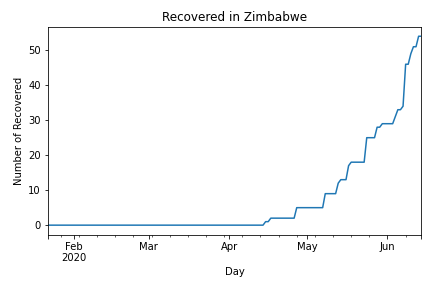 Recovered in Zimbabwe
Number of Recovered
50
40
30
20
10
0
Feb
2020
Mar
Apr
May
Jun
Day